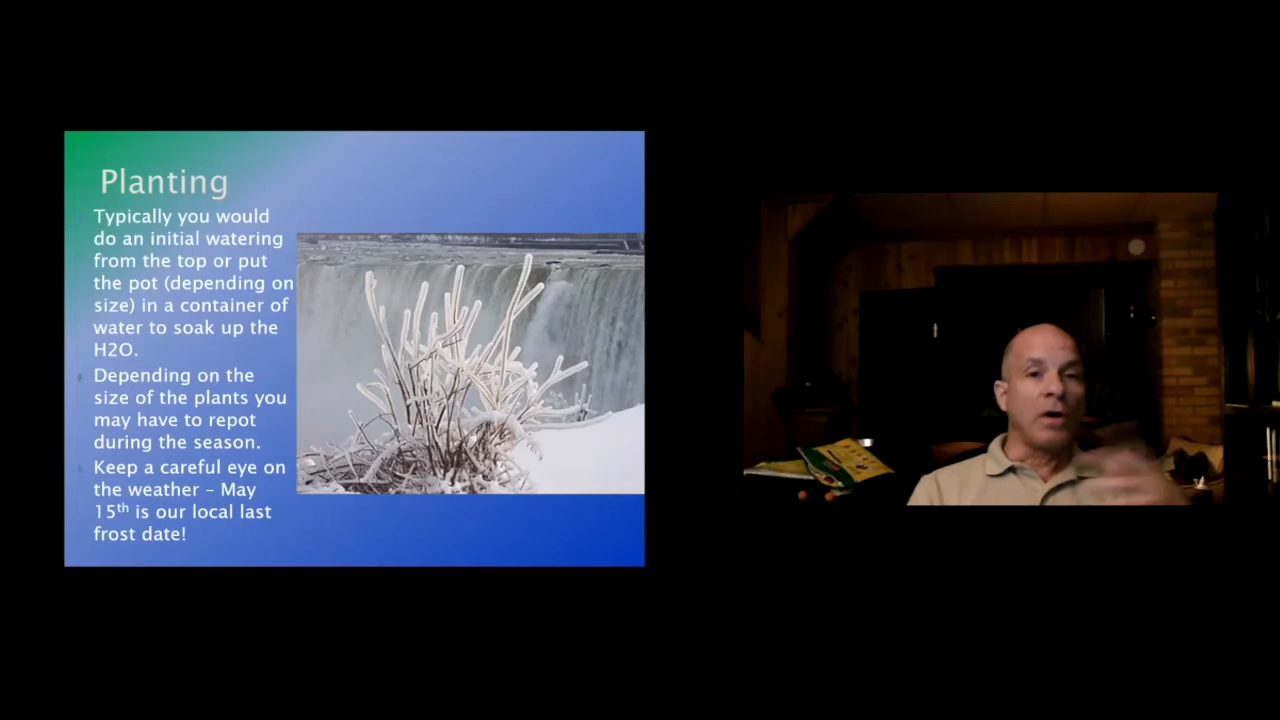 Planting
Typically you would
do an initial watering
from the top or put
the pot (depending on
size) in a container of
water to soak up the
H2O.
Depending on the
size of the plants you
may have to repot
during the season.
Keep a careful eye on
the weather – May
15th is our local last
frost date!